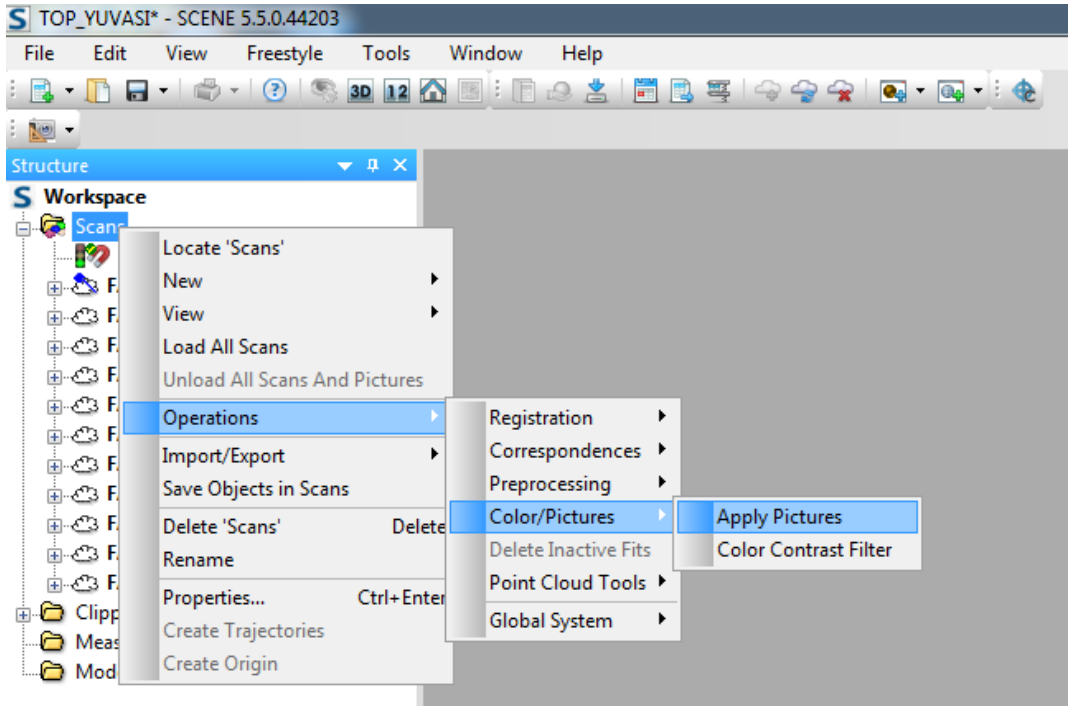 TOP_YUVASI* - SCENE 5.5.0.44203
File Edit View Freestyle Tools Window Help
3D 12
Structure
Workspace
Scans
Locate 'Scans'
New
View
Load All Scans
Unload All Scans And Pictures
Operations
Import/Export
Save Objects in Scans
Delete 'Scans' Delete
Rename
Properties... Ctrl+Enter
Create Trajectories
Create Origin
Registration
Correspondences
Preprocessing
Color/Pictures
Delete Inactive Fits
Point Cloud Tools
Global System
Apply Pictures
Color Contrast Filter